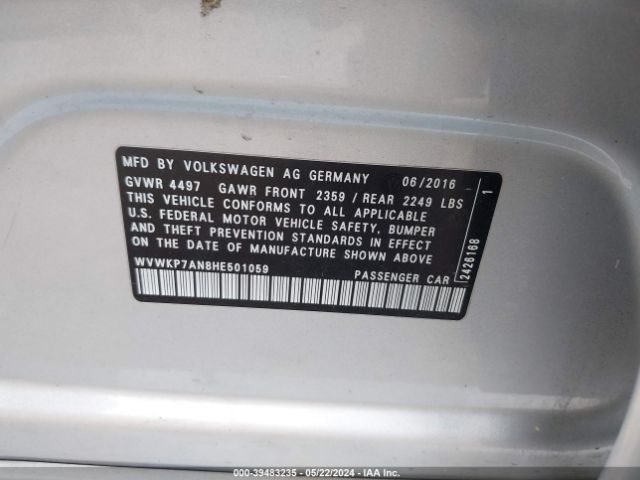 MFD BY VOLKSWAGEN AG GERMANY 06/2016
GVWR 4497 GAWR FRONT 2359 / REAR 2249 LBS
THIS VEHICLE CONFORMS TO ALL APPLICABLE
U.S. FEDERAL MOTOR VEHICLE SAFETY, BUMPER
AND THEFT PREVENTION STANDARDS IN EFFECT
ON THE DATE OF MANUFACTURE SHOWN ABOVE
WVWKP7AN8HE501059 PASSENGER CAR
2426168 1
000-39483235 - 05/22/2024 - IAA Inc.